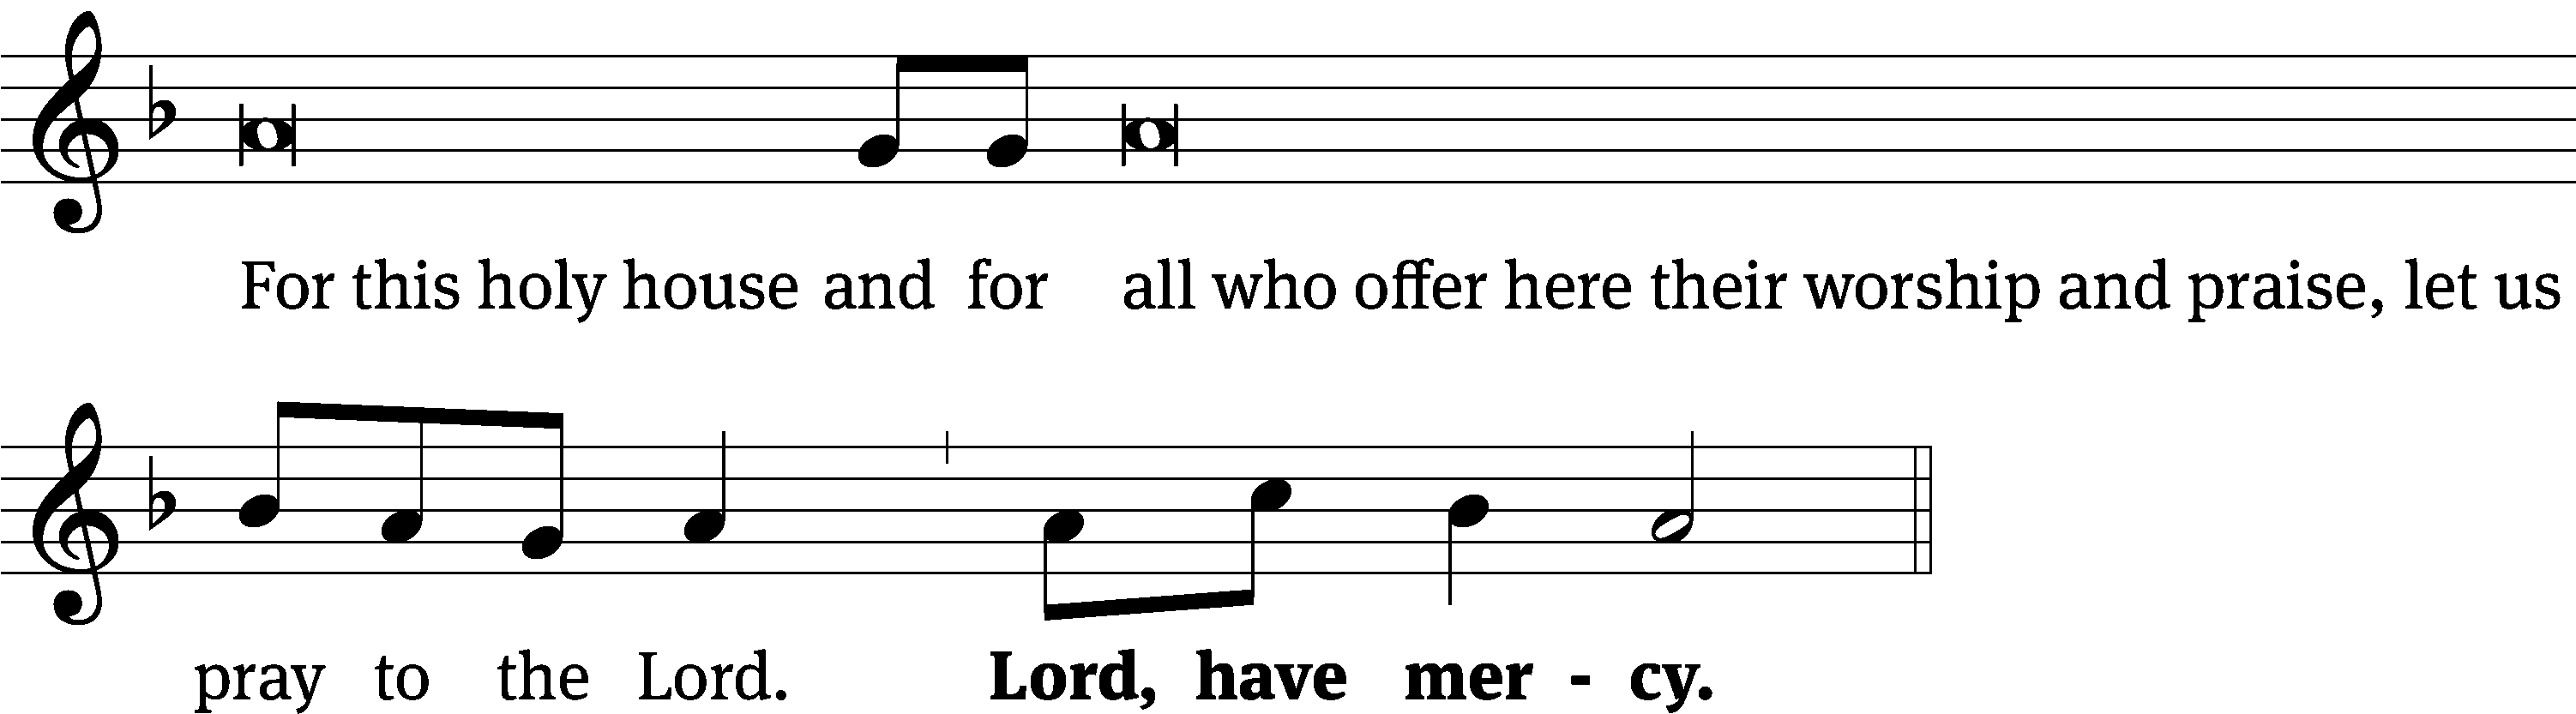 For this holy house and for all who offer here their worship and praise, let us
pray to the Lord. Lord, have mer - cy.